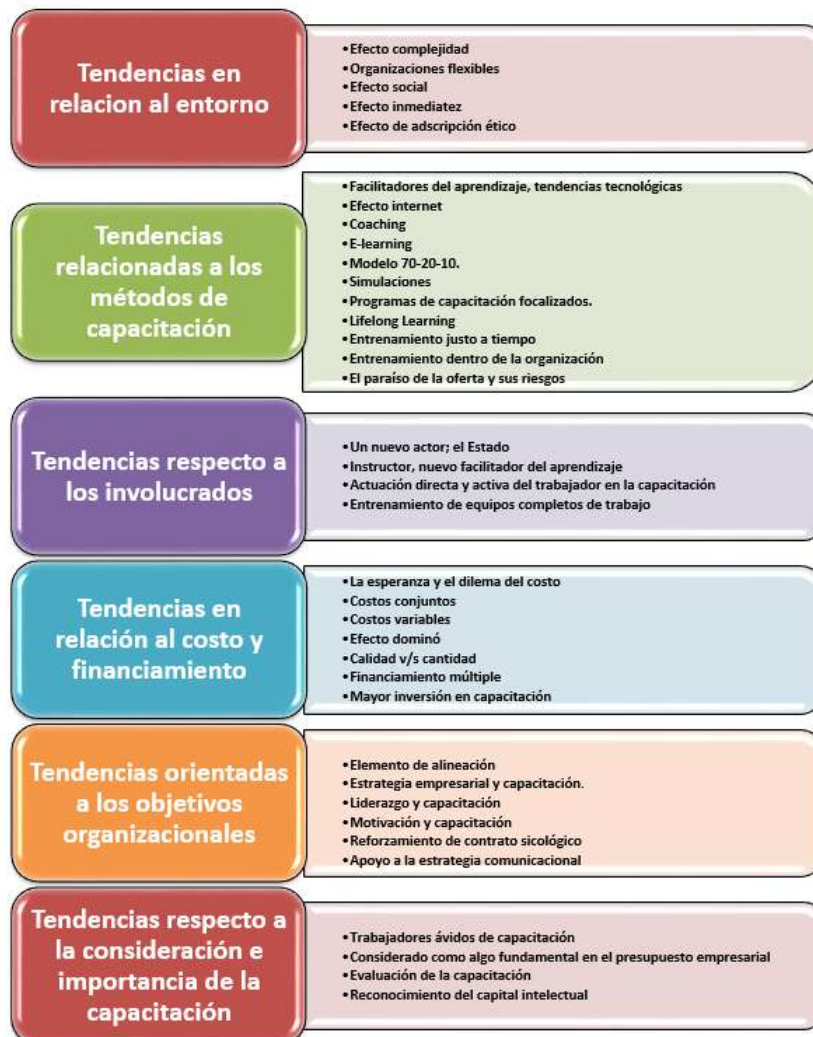 Tendencias en
relacion al entorno
•Efecto complejidad
•Organizaciones flexibles
•Efecto social
•Efecto inmediatez
•Efecto de adscripción ético
Tendencias
relacionadas a los
métodos de
capacitación
•Facilitadores del aprendizaje, tendencias tecnológicas
•Efecto internet
•Coaching
•E-learning
•Modelo 70-20-10.
•Simulaciones
•Programas de capacitación focalizados.
•Lifelong Learning
•Entrenamiento justo a tiempo
•Entrenamiento dentro de la organización
•El paraíso de la oferta y sus riesgos
Tendencias respecto a
los involucrados
•Un nuevo actor; el Estado
•Instructor, nuevo facilitador del aprendizaje
•Actuación directa y activa del trabajador en la capacitación
•Entrenamiento de equipos completos de trabajo
Tendencias en
relación al costo y
financiamiento
•La esperanza y el dilema del costo
•Costos conjuntos
•Costos variables
•Efecto dominó
•Calidad v/s cantidad
•Financiamiento múltiple
•Mayor inversión en capacitación
Tendencias orientadas
a los objetivos
organizacionales
•Elemento de alineación
•Estrategia empresarial y capacitación.
•Liderazgo y capacitación
•Motivación y capacitación
•Reforzamiento de contrato sicológico
•Apoyo a la estrategia comunicacional
Tendencias respecto a
la consideración e
importancia de la
capacitación
•Trabajadores ávidos de capacitación
•Considerado como algo fundamental en el presupuesto empresarial
•Evaluación de la capacitación
•Reconocimiento del capital intelectual